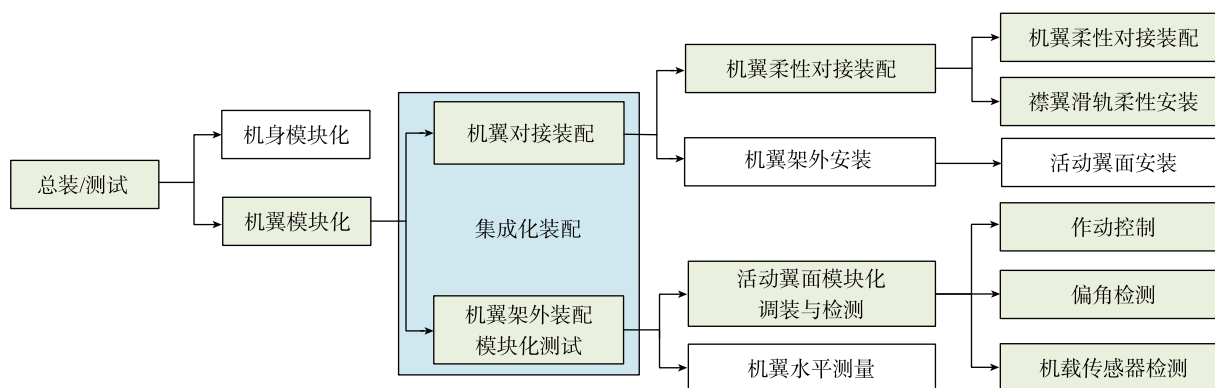 总装/测试
机身模块化
机翼模块化
机翼对接装配
集成化装配
机翼架外装配
模块化测试
机翼柔性对接装配
机翼架外安装
活动翼面模块化
调装与检测
机翼水平测量
机翼柔性对接装配
襟翼滑轨柔性安装
活动翼面安装
作动控制
偏角检测
机载传感器检测